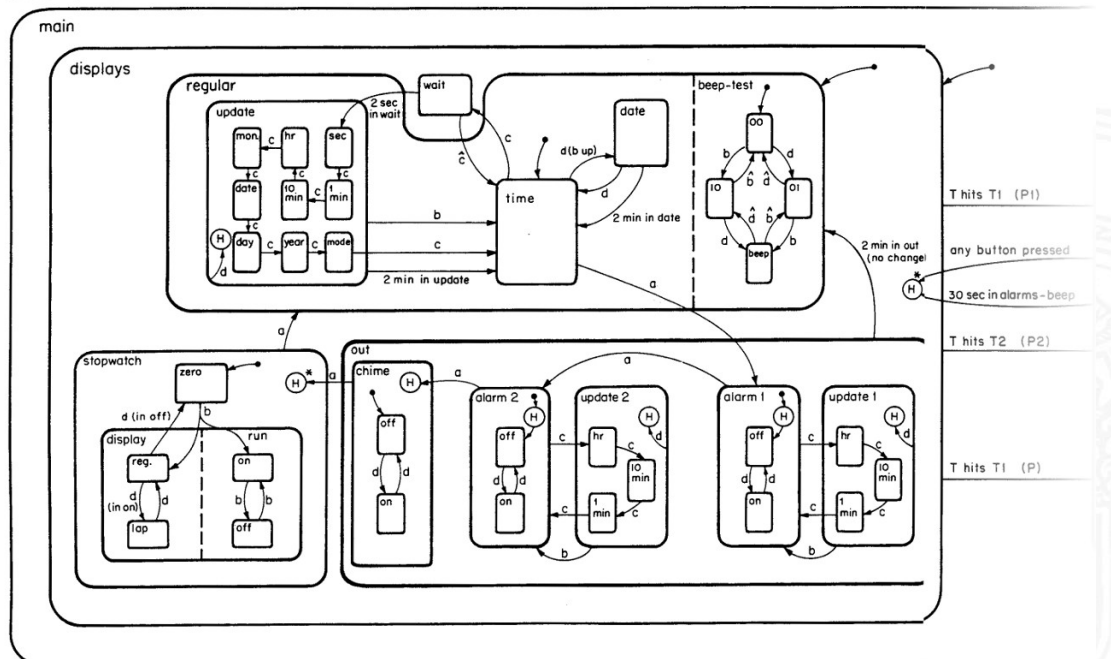 main
displays
regular
wait
2 sec
in wait
update
mon.
hr
sec
c
c
c
c
date
10
min
1
min
c
c
H
day
year
mode
c
c
d
c
ĉ
time
d(b up)
d
date
2 min in date
b
c
2 min in update
a
beep-test
00
b
d
b̂
d̂
10
01
d̂
b̂
d
b
beep
2 min in out
(no change)
T hits T1 (P1)
any button pressed
H*
30 sec in alarms-beep
T hits T2 (P2)
T hits T1 (P)
a
stopwatch
zero
d (in off)
b
display
run
reg.
on
d
(in on)
d
b
b
lap
off
H*
a
out
chime
H
a
off
d
d
on
alarm 2
H
off
d
d
on
c
update 2
H
hr
d
c
10
min
c
1
min
c
b
a
alarm 1
H
off
d
d
on
c
update 1
H
hr
d
c
10
min
c
1
min
c
b